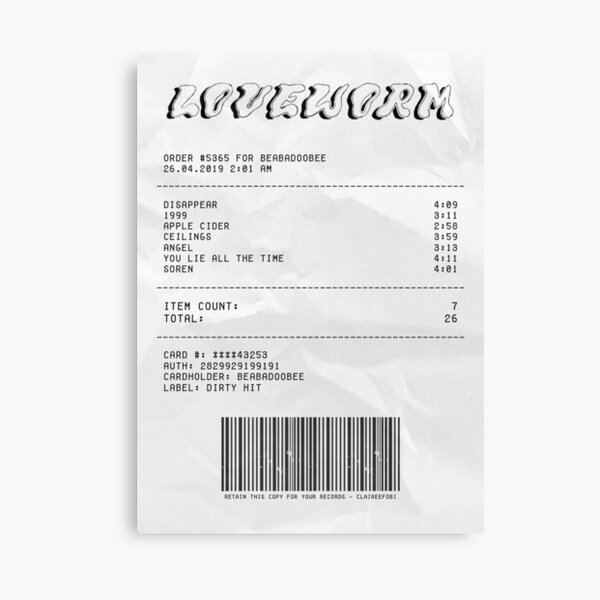 LOVEWORM
ORDER #5365 FOR BEABADOOBEE
26.04.2019 2:01 AM
DISAPPEAR 4:09
1999 3:11
APPLE CIDER 2:58
CEILINGS 3:59
ANGEL 3:13
YOU LIE ALL THE TIME 4:11
SOREN 4:01
ITEM COUNT: 7
TOTAL: 26
CARD #: ****43253
AUTH: 2829929199191
CARDHOLDER: BEABADOOBEE
LABEL: DIRTY HIT
RETAIN THIS COPY FOR YOUR RECORDS - CLAIREEF081